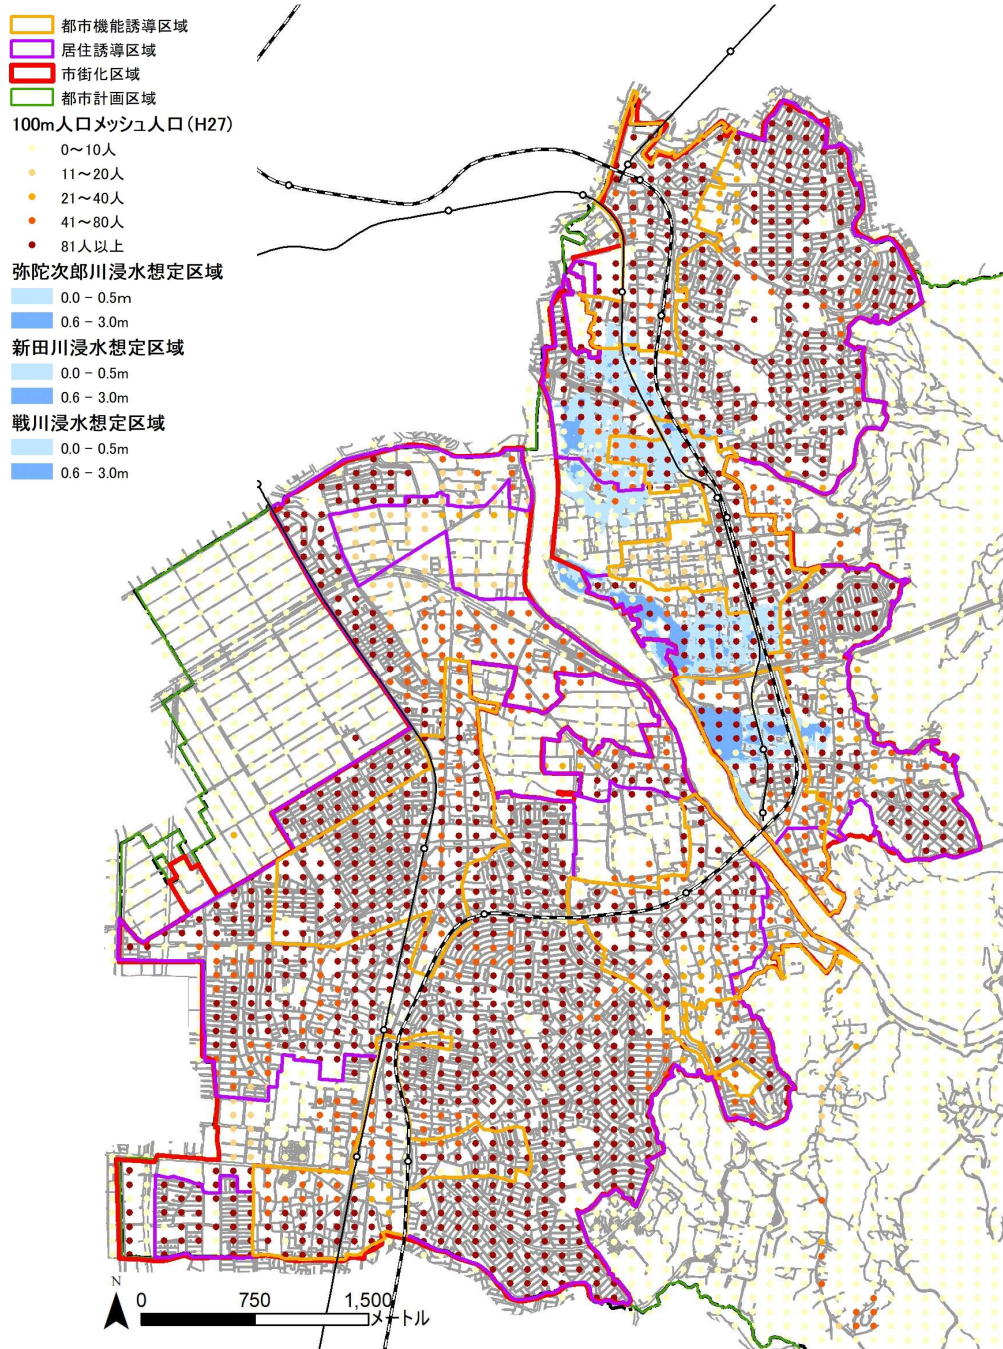 都市機能誘導区域
居住誘導区域
市街化区域
都市計画区域
100m人口メッシュ人口(H27)
0～10人
11～20人
21～40人
41～80人
81人以上
弥陀次郎川浸水想定区域
0.0 - 0.5m
0.6 - 3.0m
新田川浸水想定区域
0.0 - 0.5m
0.6 - 3.0m
戦川浸水想定区域
0.0 - 0.5m
0.6 - 3.0m
N
0 750 1,500
メートル